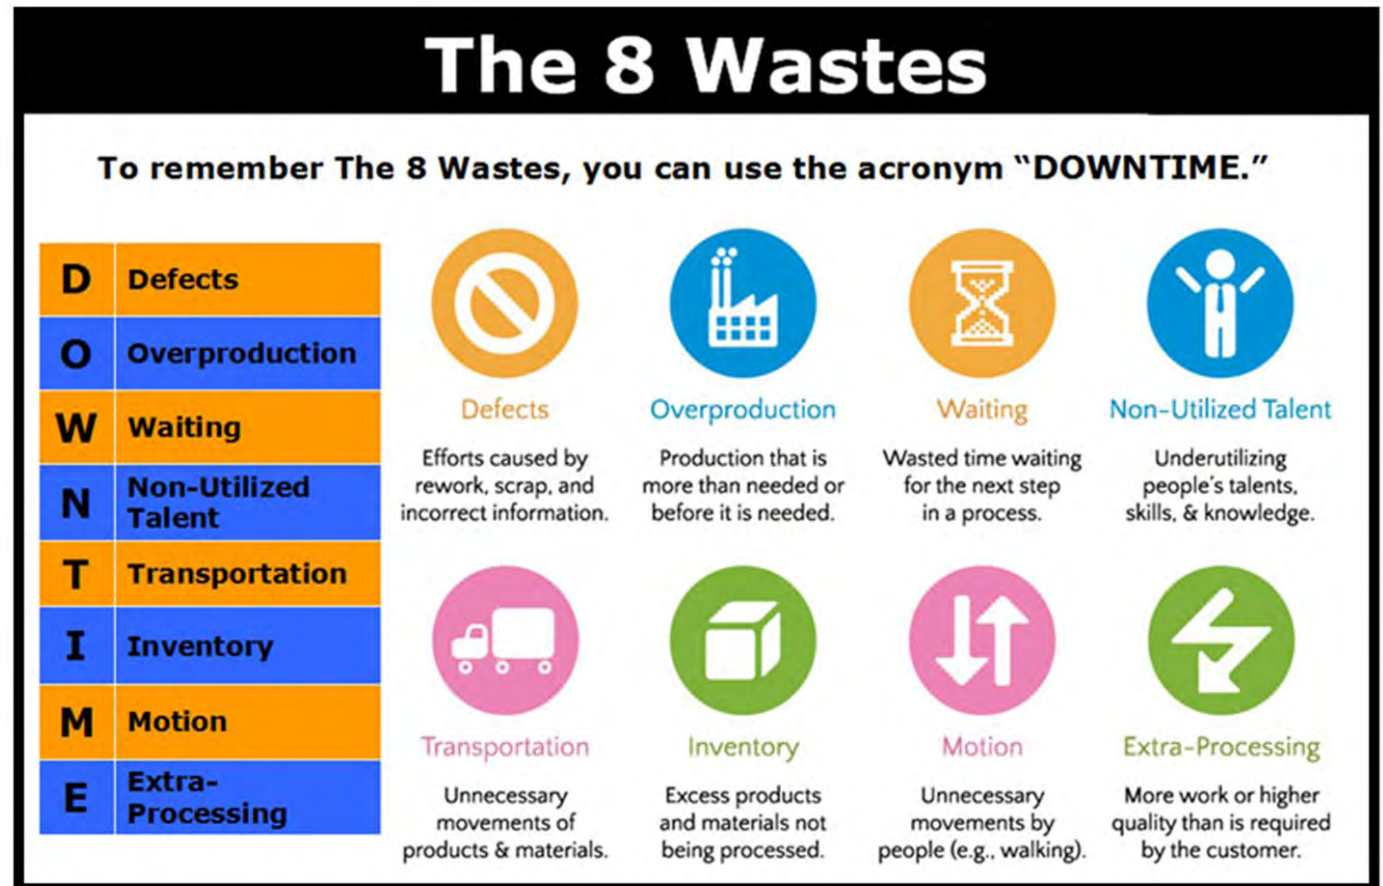 The 8 Wastes
To remember The 8 Wastes, you can use the acronym “DOWNTIME.”
D Defects
O Overproduction
W Waiting
N Non-Utilized
Talent
T Transportation
I Inventory
M Motion
E Extra-
Processing
Defects
Efforts caused by
rework, scrap, and
incorrect information.
Overproduction
Production that is
more than needed or
before it is needed.
Waiting
Wasted time waiting
for the next step
in a process.
Non-Utilized Talent
Underutilizing
people's talents,
skills, & knowledge.
Transportation
Unnecessary
movements of
products & materials.
Inventory
Excess products
and materials not
being processed.
Motion
Unnecessary
movements by
people (e.g., walking).
Extra-Processing
More work or higher
quality than is required
by the customer.